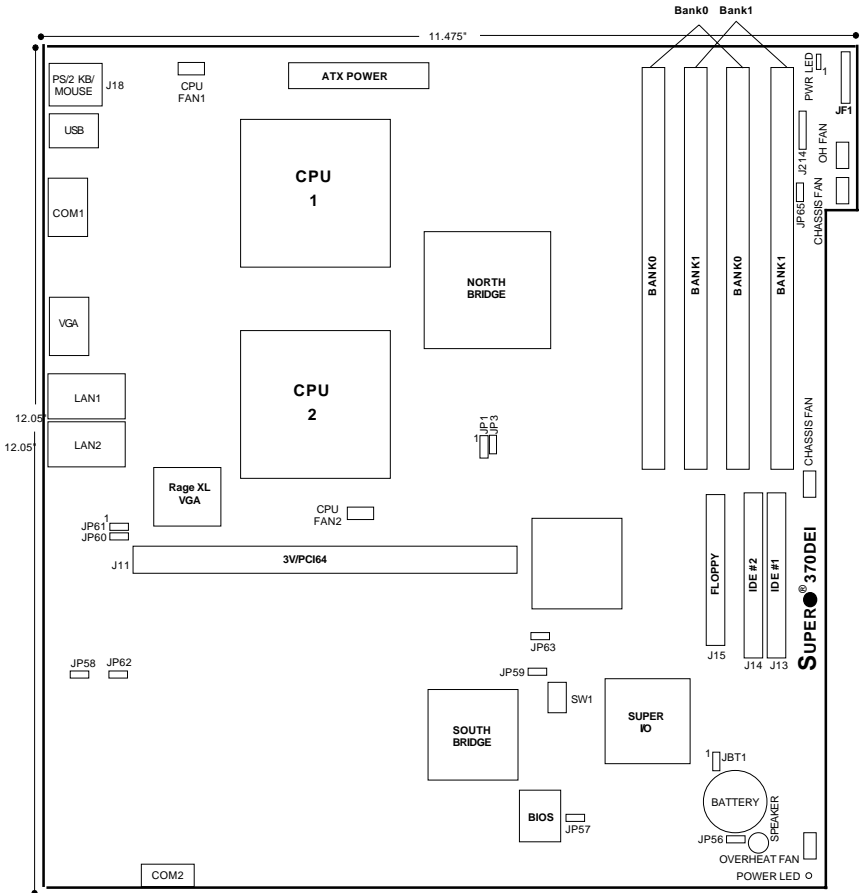 Bank0 Bank1
11.475"
PS/2 KB/
MOUSE
J18
CPU
FAN1
ATX POWER
PWR LED
1
JF1
USB
J214
OH FAN
CPU
1
COM1
JP65
CHASSIS FAN
NORTH
BRIDGE
BANK0
BANK1
BANK0
BANK1
VGA
CPU
2
LAN1
12.05"
LAN2
12.05"
1
JP1
JP3
CHASSIS FAN
Rage XL
VGA
CPU
FAN2
1
JP61
JP60
J11
3V/PCI64
FLOPPY
IDE #2
IDE #1
SUPER® 370DEI
JP63
J15
J14
J13
JP58
JP62
JP59
SW1
SOUTH
BRIDGE
SUPER
I/O
1
JBT1
BATTERY
BIOS
JP57
SPEAKER
JP56
OVERHEAT FAN
COM2
POWER LED